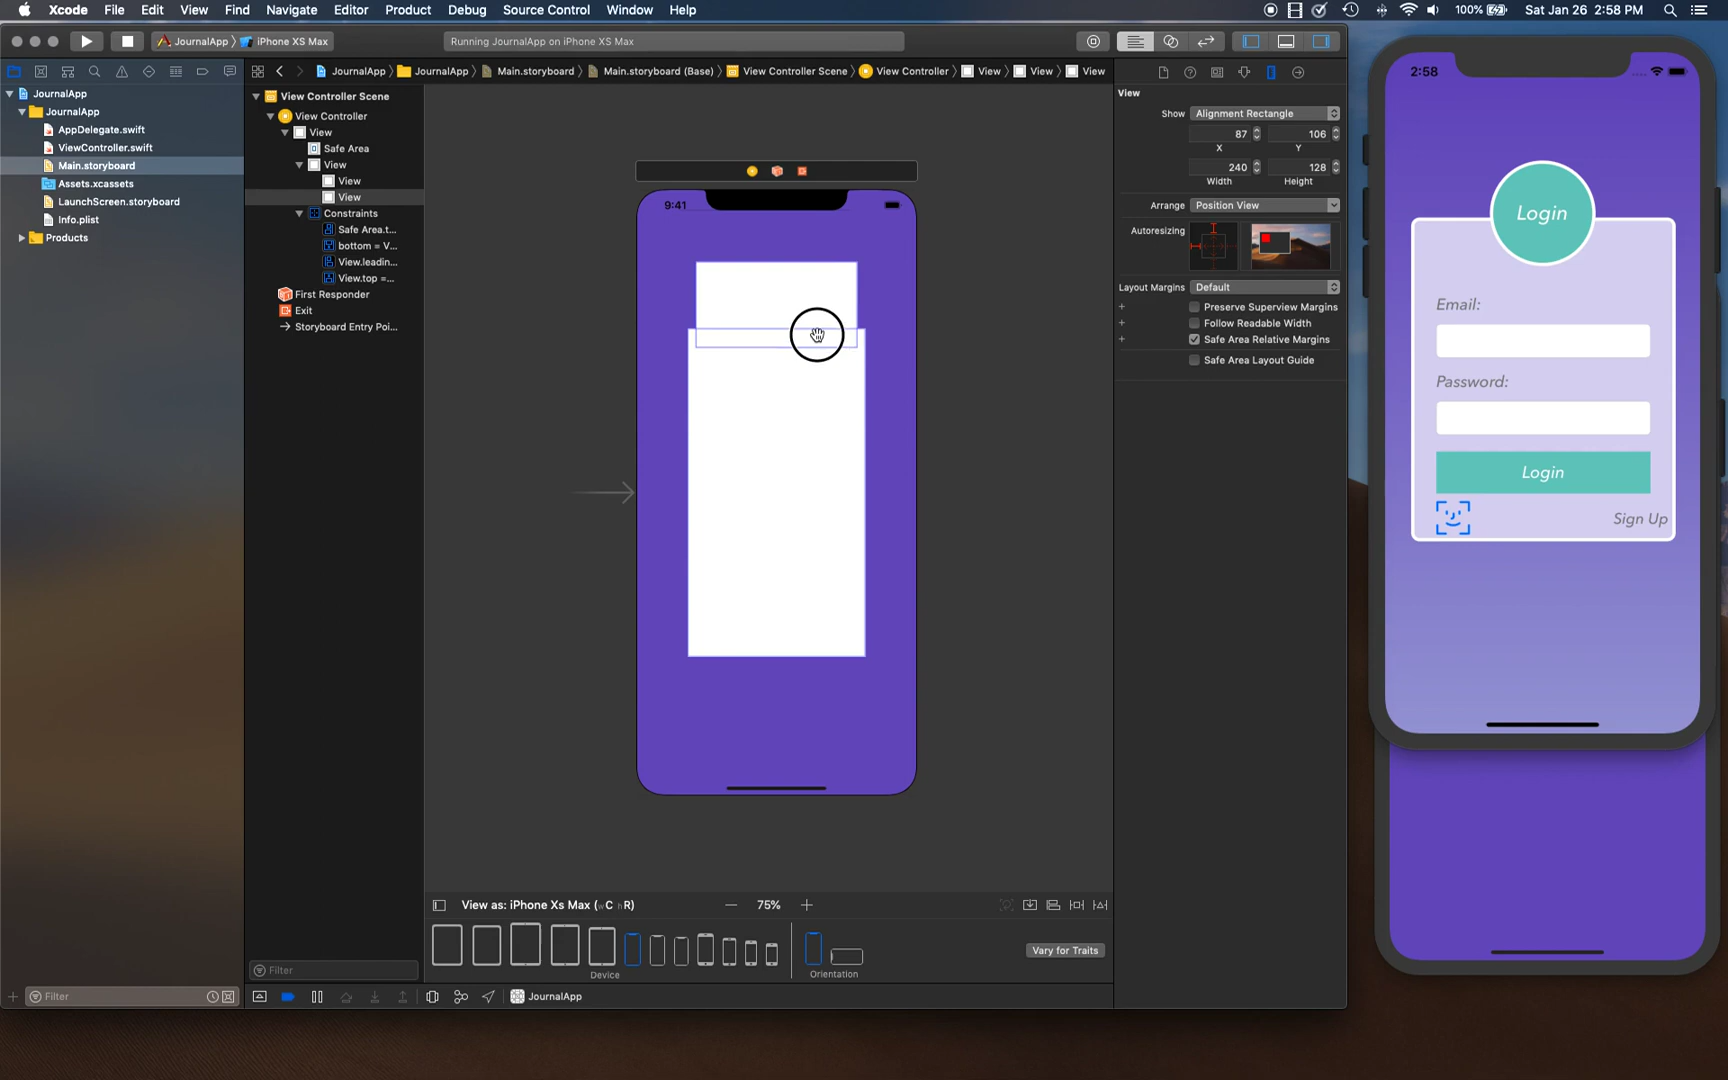 Xcode File Edit View Find Navigate Editor Product Debug Source Control Window Help
100% Sat Jan 26 2:58 PM
JournalApp iPhone XS Max
Running JournalApp on iPhone XS Max
JournalApp JournalApp Main.storyboard Main.storyboard (Base) View Controller Scene View Controller View View View
JournalApp
JournalApp
AppDelegate.swift
ViewController.swift
Main.storyboard
Assets.xcassets
LaunchScreen.storyboard
Info.plist
Products
Filter
View Controller Scene
View Controller
View
Safe Area
View
View
View
Constraints
Safe Area.t...
bottom = V...
View.leadin...
View.top =...
First Responder
Exit
Storyboard Entry Poi...
Filter
9:41
View as: iPhone Xs Max (wC hR)
75%
Device
Orientation
Vary for Traits
JournalApp
View
Show Alignment Rectangle
87 106
X Y
240 128
Width Height
Arrange Position View
Autoresizing
Layout Margins Default
Preserve Superview Margins
Follow Readable Width
Safe Area Relative Margins
Safe Area Layout Guide
2:58
Login
Email:
Password:
Login
Sign Up